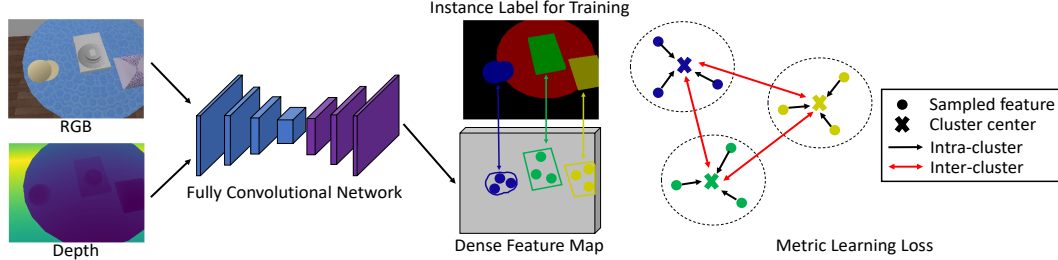 Instance Label for Training
RGB
Depth
Fully Convolutional Network
Dense Feature Map
Sampled feature
Cluster center
Intra-cluster
Inter-cluster
Metric Learning Loss